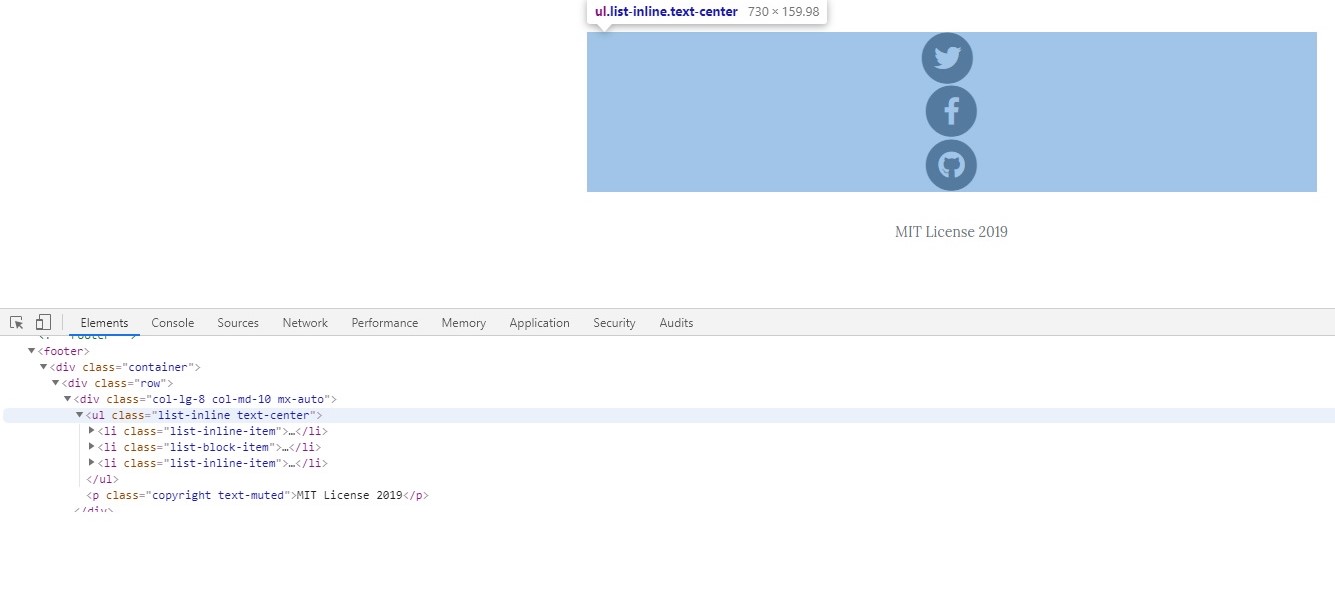 ul.list-inline.text-center 730 × 159.98
MIT License 2019
Elements Console Sources Network Performance Memory Application Security Audits
<footer>
<div class="container">
<div class="row">
<div class="col-lg-8 col-md-10 mx-auto">
<ul class="list-inline text-center">
<li class="list-inline-item">…</li>
<li class="list-block-item">…</li>
<li class="list-inline-item">…</li>
</ul>
<p class="copyright text-muted">MIT License 2019</p>
</div>